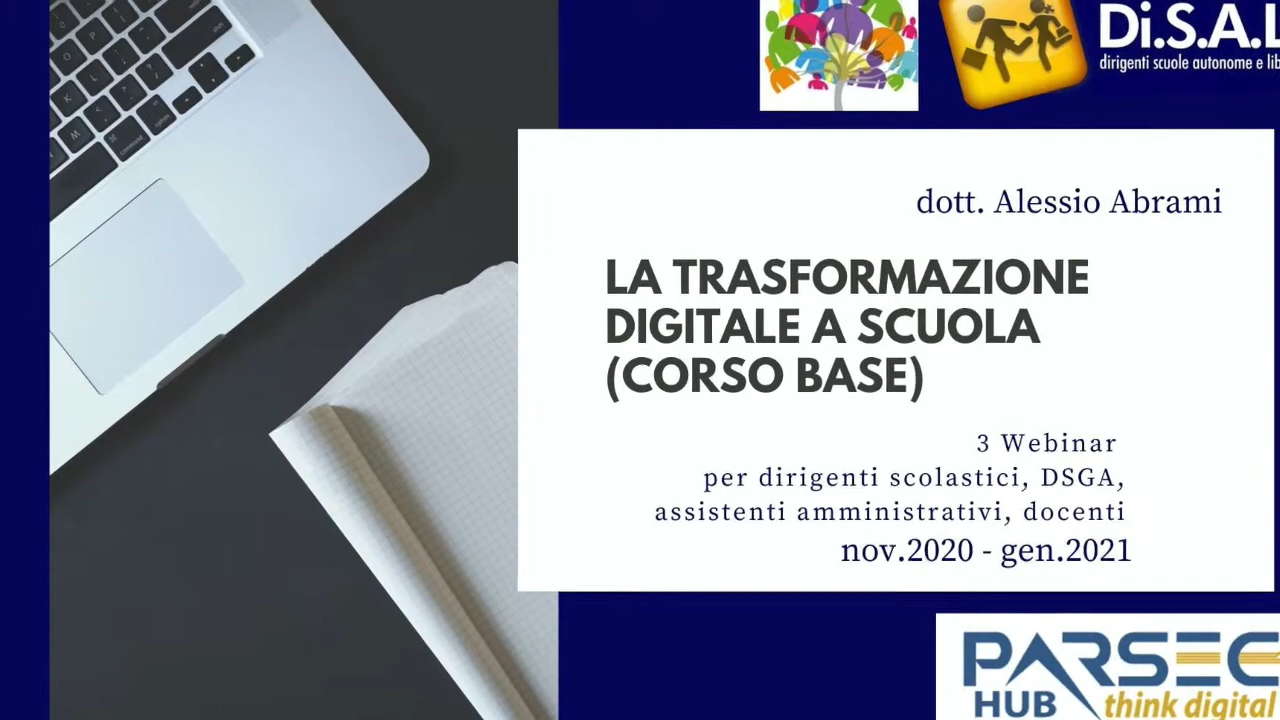 Di.S.A.L
dirigenti scuole autonome e lib
dott. Alessio Abrami
LA TRASFORMAZIONE
DIGITALE A SCUOLA
(CORSO BASE)
3 Webinar
per dirigenti scolastici, DSGA,
assistenti amministrativi, docenti
nov.2020 - gen.2021
PARSEC
HUB think digital